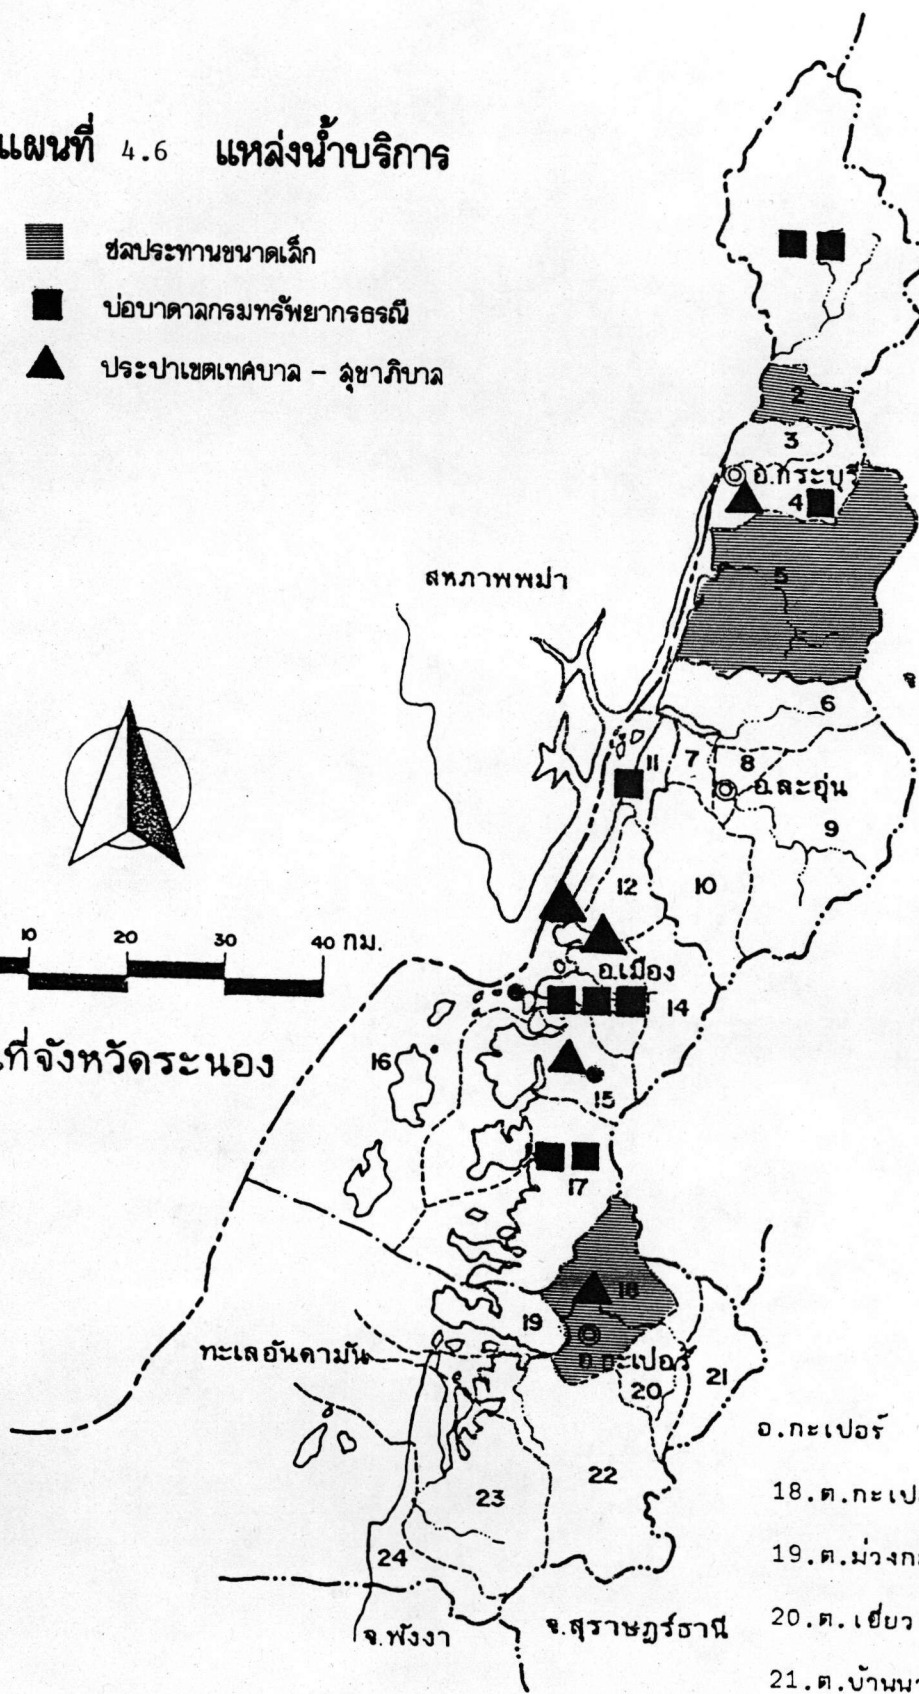 แผนที่ 4.6 แหล่งน้ำบริการ
ชลประทานขนาดเล็ก
บ่อบาดาลกรมทรัพยากรธรณี
ประปาเขตเทศบาล - สุขาภิบาล
2
3
อ.กระบุรี
4
สหภาพพม่า
5
จ
6
11
7
8
อ.ละอุ่น
9
12
10
10 20 30 40 กม.
อ.เมือง
14
ที่จังหวัดระนอง
16
15
17
18
19
ทะเลอันดามัน
อ.กะเปอร์
20
21
อ.กะเปอร์
22
18.ต.กะเป
23
19.ต.ม่วงก
24
20.ต.เชี่ยว
จ.พังงา
จ.สุราษฎร์ธานี
21.ต.บ้านนา